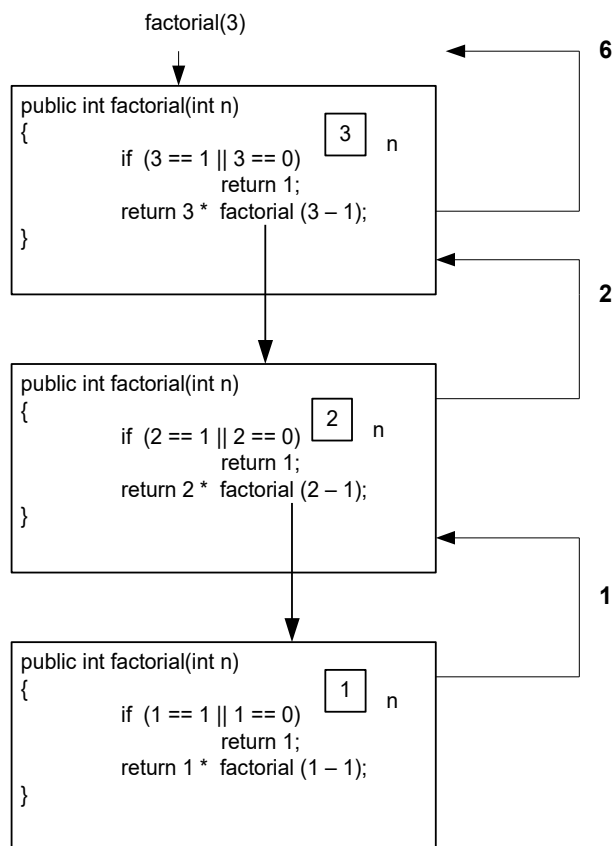 factorial(3)
6
public int factorial(int n)
{
3 n
if (3 == 1 || 3 == 0)
return 1;
return 3 * factorial (3 – 1);
}
2
public int factorial(int n)
{
2 n
if (2 == 1 || 2 == 0)
return 1;
return 2 * factorial (2 – 1);
}
1
public int factorial(int n)
{
1 n
if (1 == 1 || 1 == 0)
return 1;
return 1 * factorial (1 – 1);
}